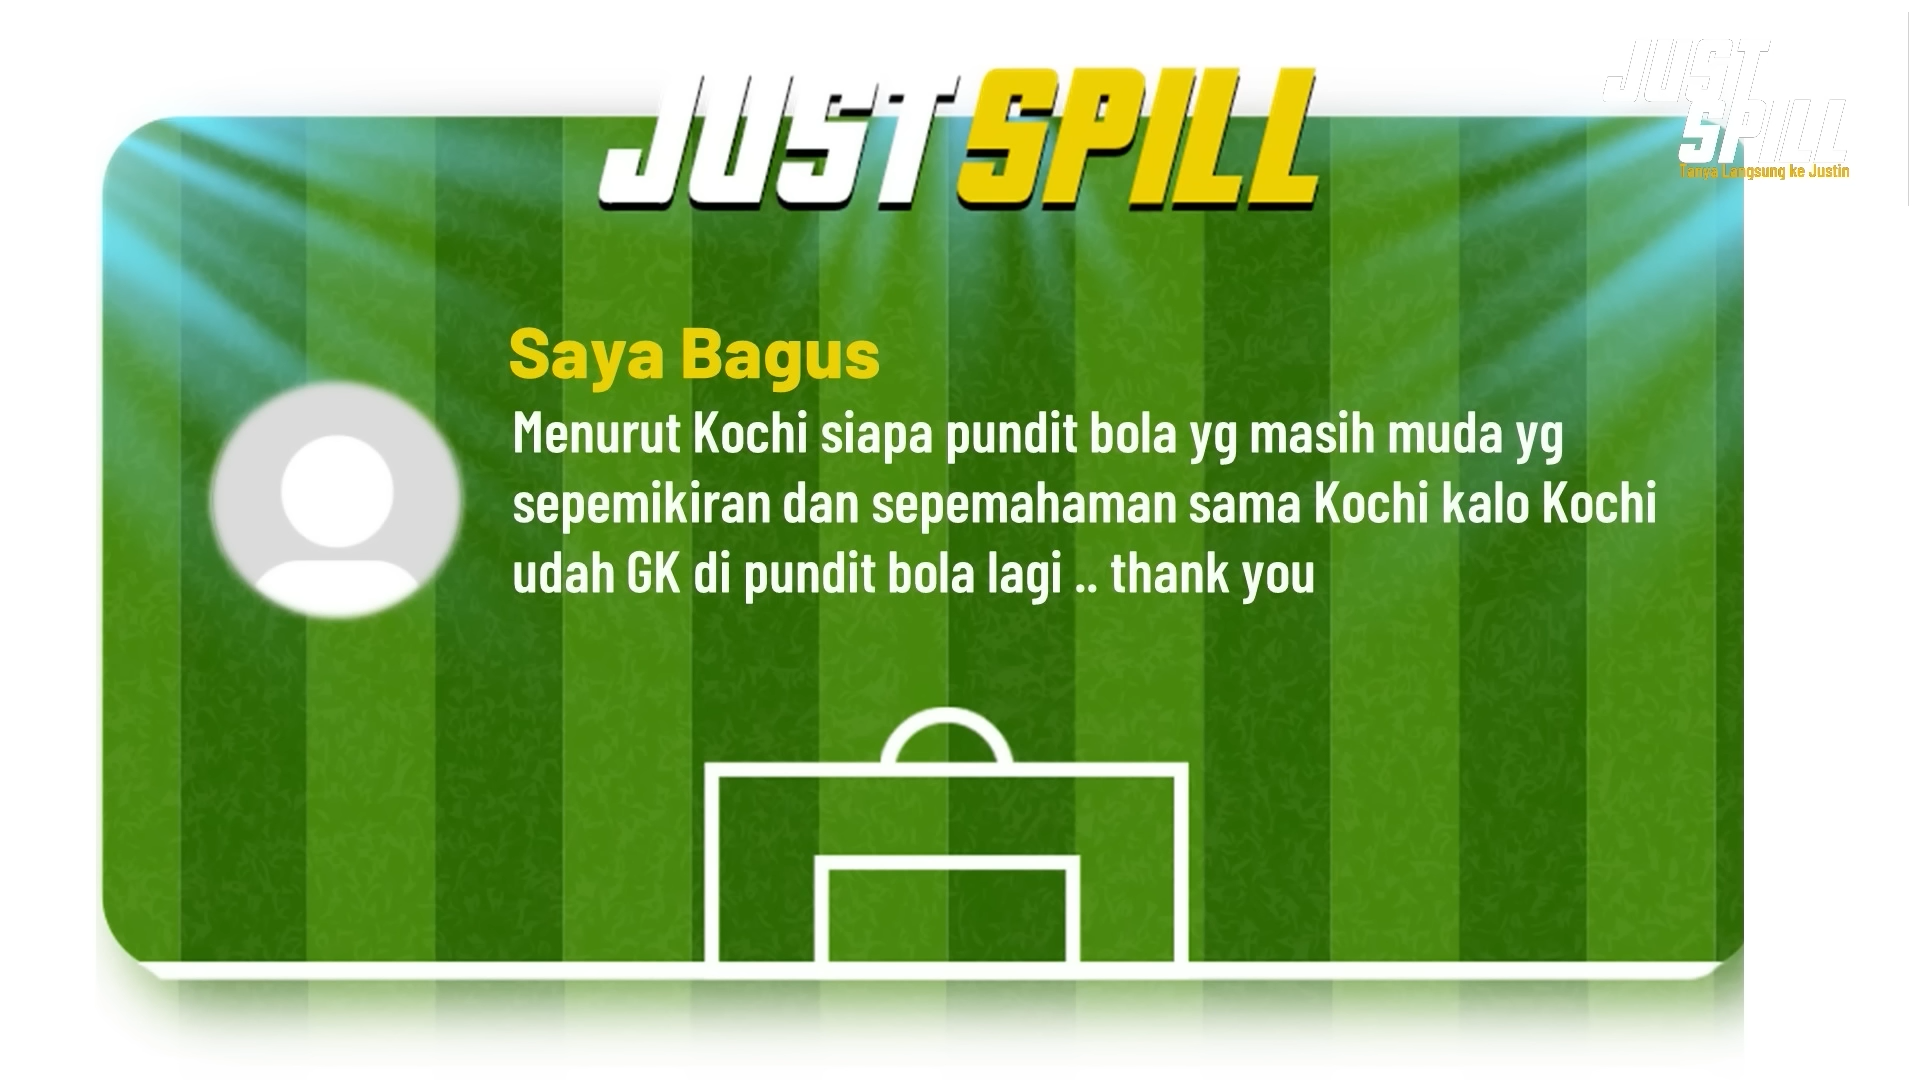 JUST SPILL
JUST
SPILL
Tanya Langsung ke Justin
Saya Bagus
Menurut Kochi siapa pundit bola yg masih muda yg
sepemikiran dan sepemahaman sama Kochi kalo Kochi
udah GK di pundit bola lagi .. thank you